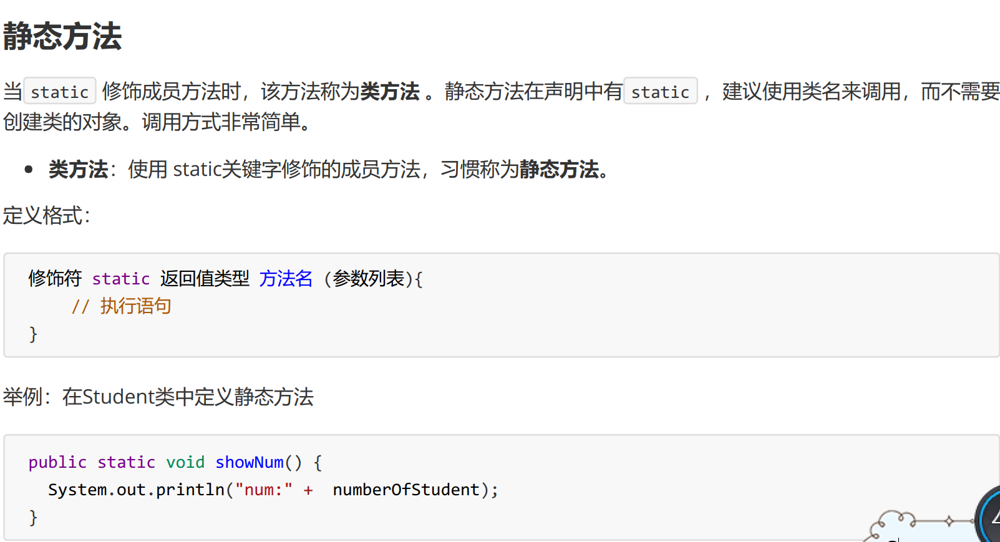 静态方法
当 static 修饰成员方法时，该方法称为类方法 。静态方法在声明中有 static ，建议使用类名来调用，而不需要
创建类的对象。调用方式非常简单。
• 类方法：使用 static关键字修饰的成员方法，习惯称为静态方法。
定义格式：
修饰符 static 返回值类型 方法名 (参数列表){
// 执行语句
}
举例：在Student类中定义静态方法
public static void showNum() {
System.out.println("num:" +  numberOfStudent);
}